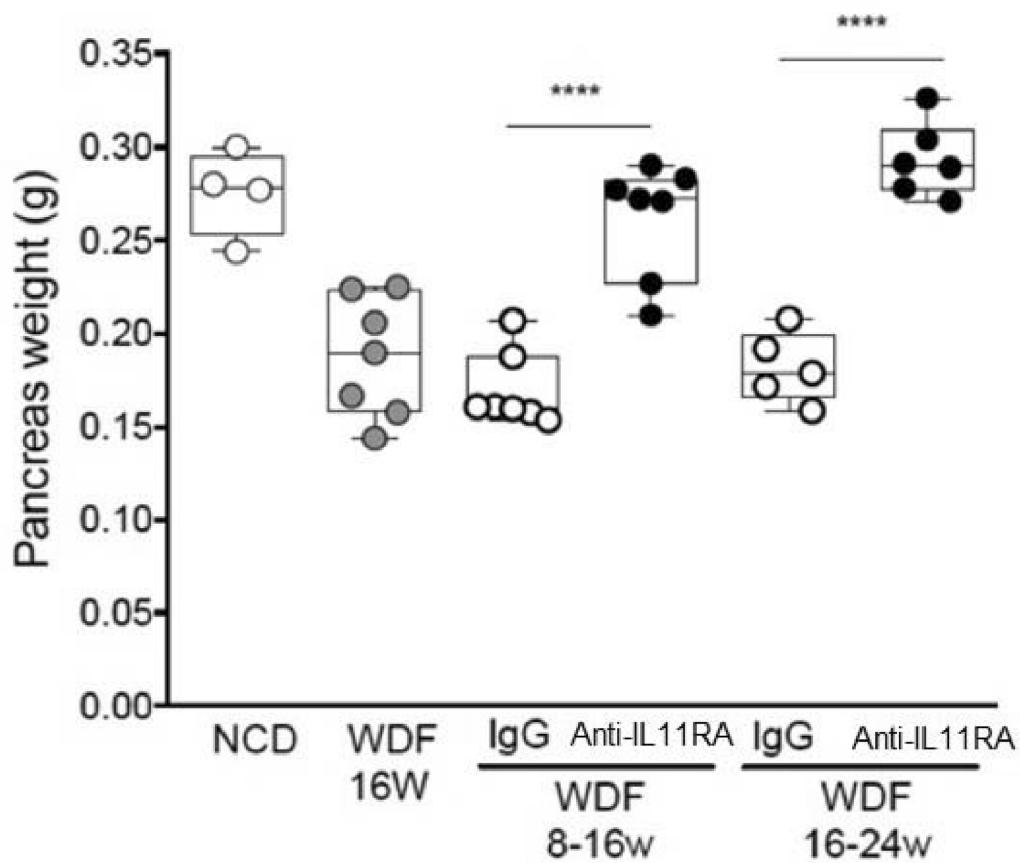 ****
****
0.35
0.30
0.25
0.20
0.15
0.10
0.05
0.00
Pancreas weight (g)
NCD
WDF
16W
IgG Anti-IL11RA
IgG Anti-IL11RA
WDF
8-16w
WDF
16-24w